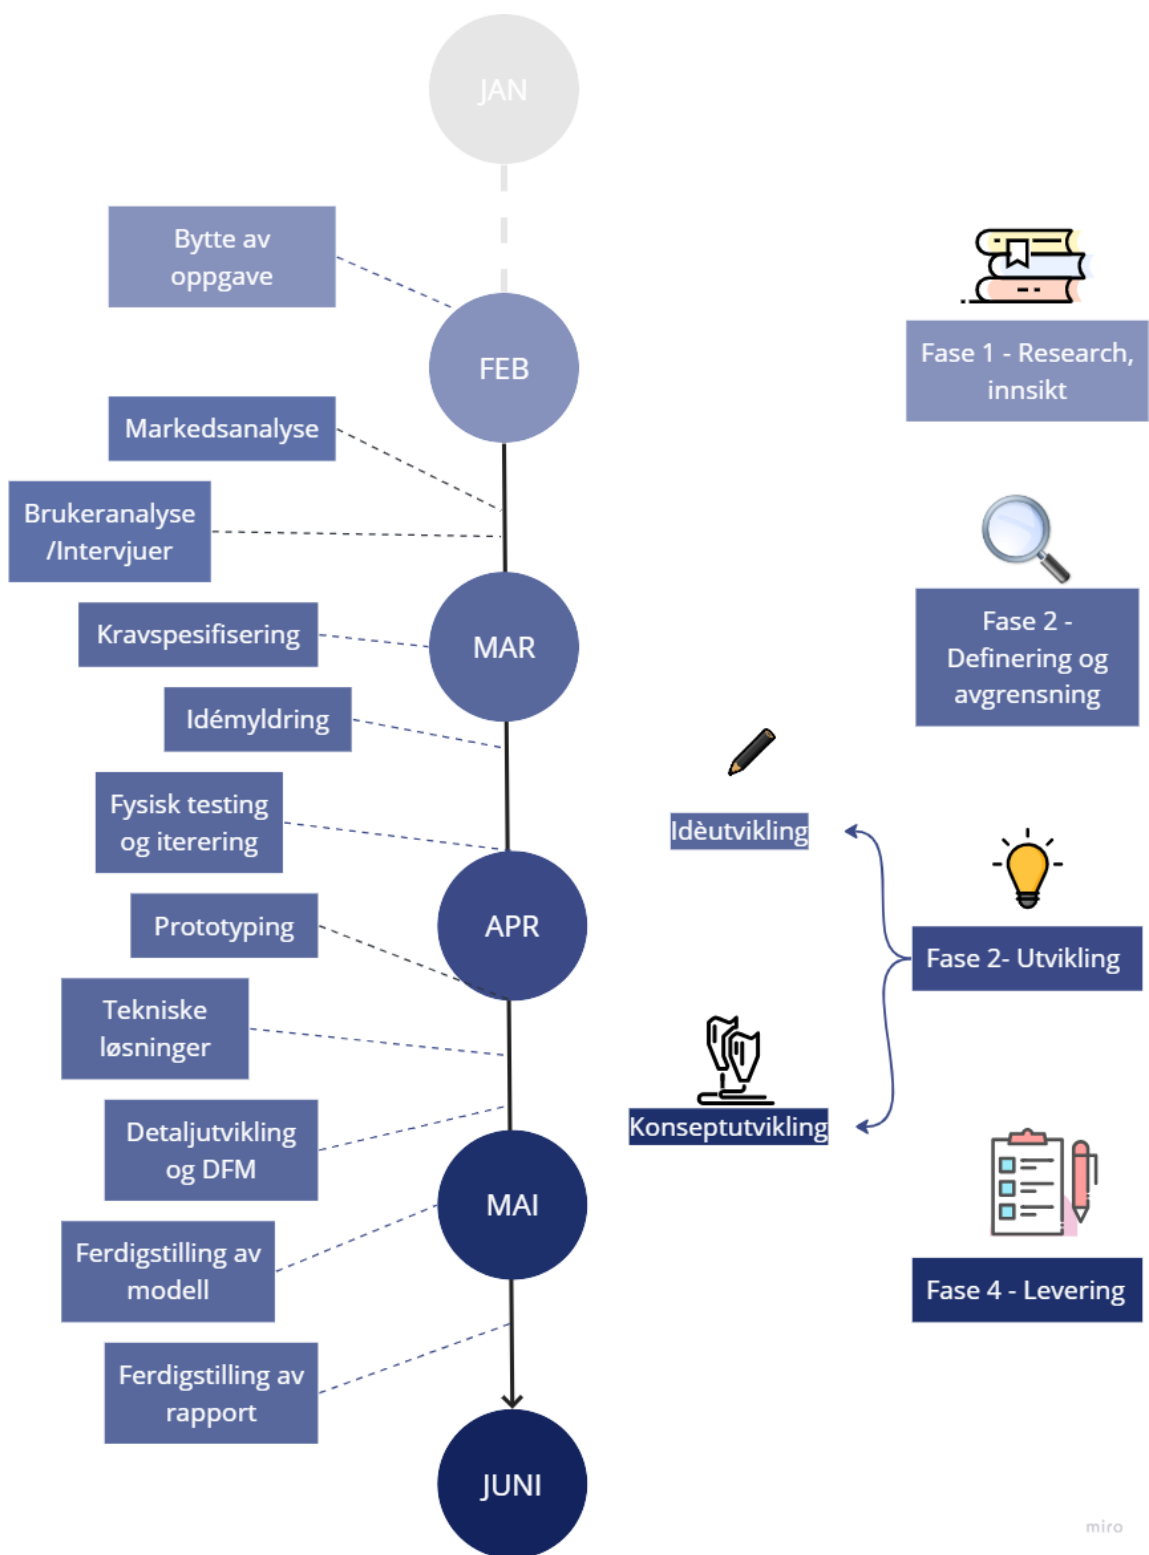 JAN
Bytte av
oppgave
FEB
Markedsanalyse
Brukeranalyse
/Intervjuer
MAR
Kravspesifisering
Idémyldring
Fysisk testing
og iterering
APR
Prototyping
Tekniske
løsninger
Detaljutvikling
og DFM
MAI
Ferdigstilling av
modell
Ferdigstilling av
rapport
JUNI
Fase 1 - Research,
innsikt
Fase 2 -
Definering og
avgrensning
Idèutvikling
Fase 2- Utvikling
Konseptutvikling
Fase 4 - Levering
miro